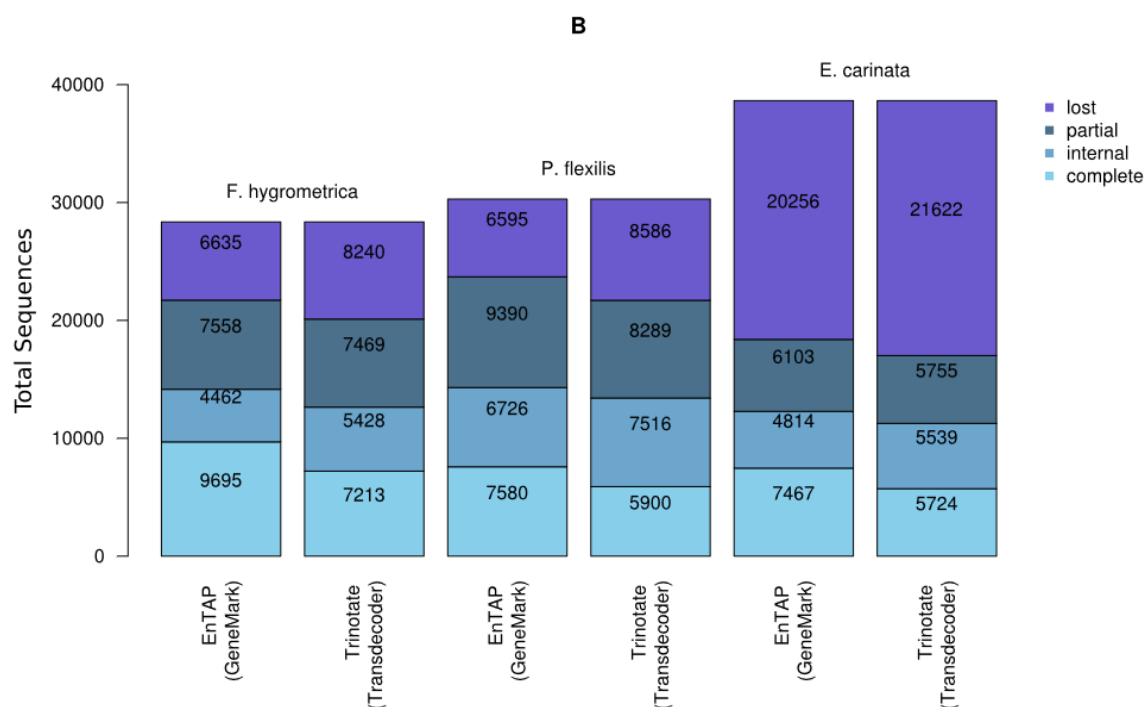 B
E. carinata
P. flexilis
F. hygrometrica
lost
partial
internal
complete
Total Sequences
40000
30000
20000
10000
0
6635
7558
4462
9695
8240
7469
5428
7213
6595
9390
6726
7580
8586
8289
7516
5900
20256
6103
4814
7467
21622
5755
5539
5724
EnTAP
(GeneMark)
Trinotate
(Transdecoder)
EnTAP
(GeneMark)
Trinotate
(Transdecoder)
EnTAP
(GeneMark)
Trinotate
(Transdecoder)